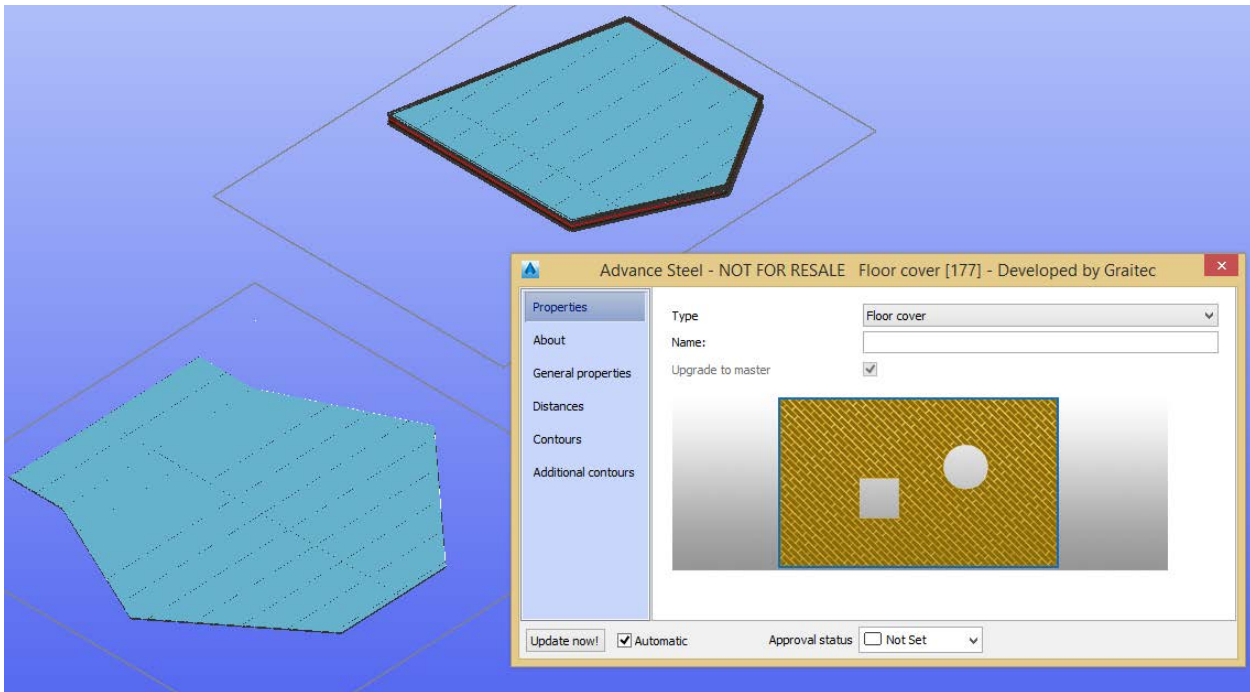 Advance Steel - NOT FOR RESALE Floor cover [177] - Developed by Graitec
Properties
About
General properties
Distances
Contours
Additional contours
Type
Floor cover
Name:
Upgrade to master
Update now!
Automatic
Approval status
Not Set